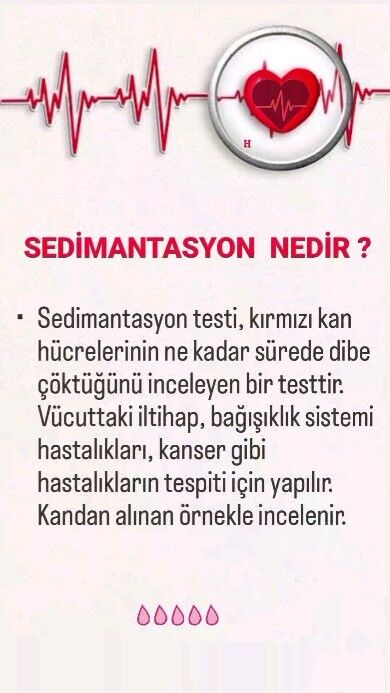 H
SEDİMANTASYON NEDİR ?
· Sedimantasyon testi, kırmızı kan
hücrelerinin ne kadar sürede dibe
çöktüğünü inceleyen bir testtir.
Vücuttaki iltihap, bağışıklık sistemi
hastalıkları, kanser gibi
hastalıkların tespiti için yapılır.
Kandan alınan örnekle incelenir.